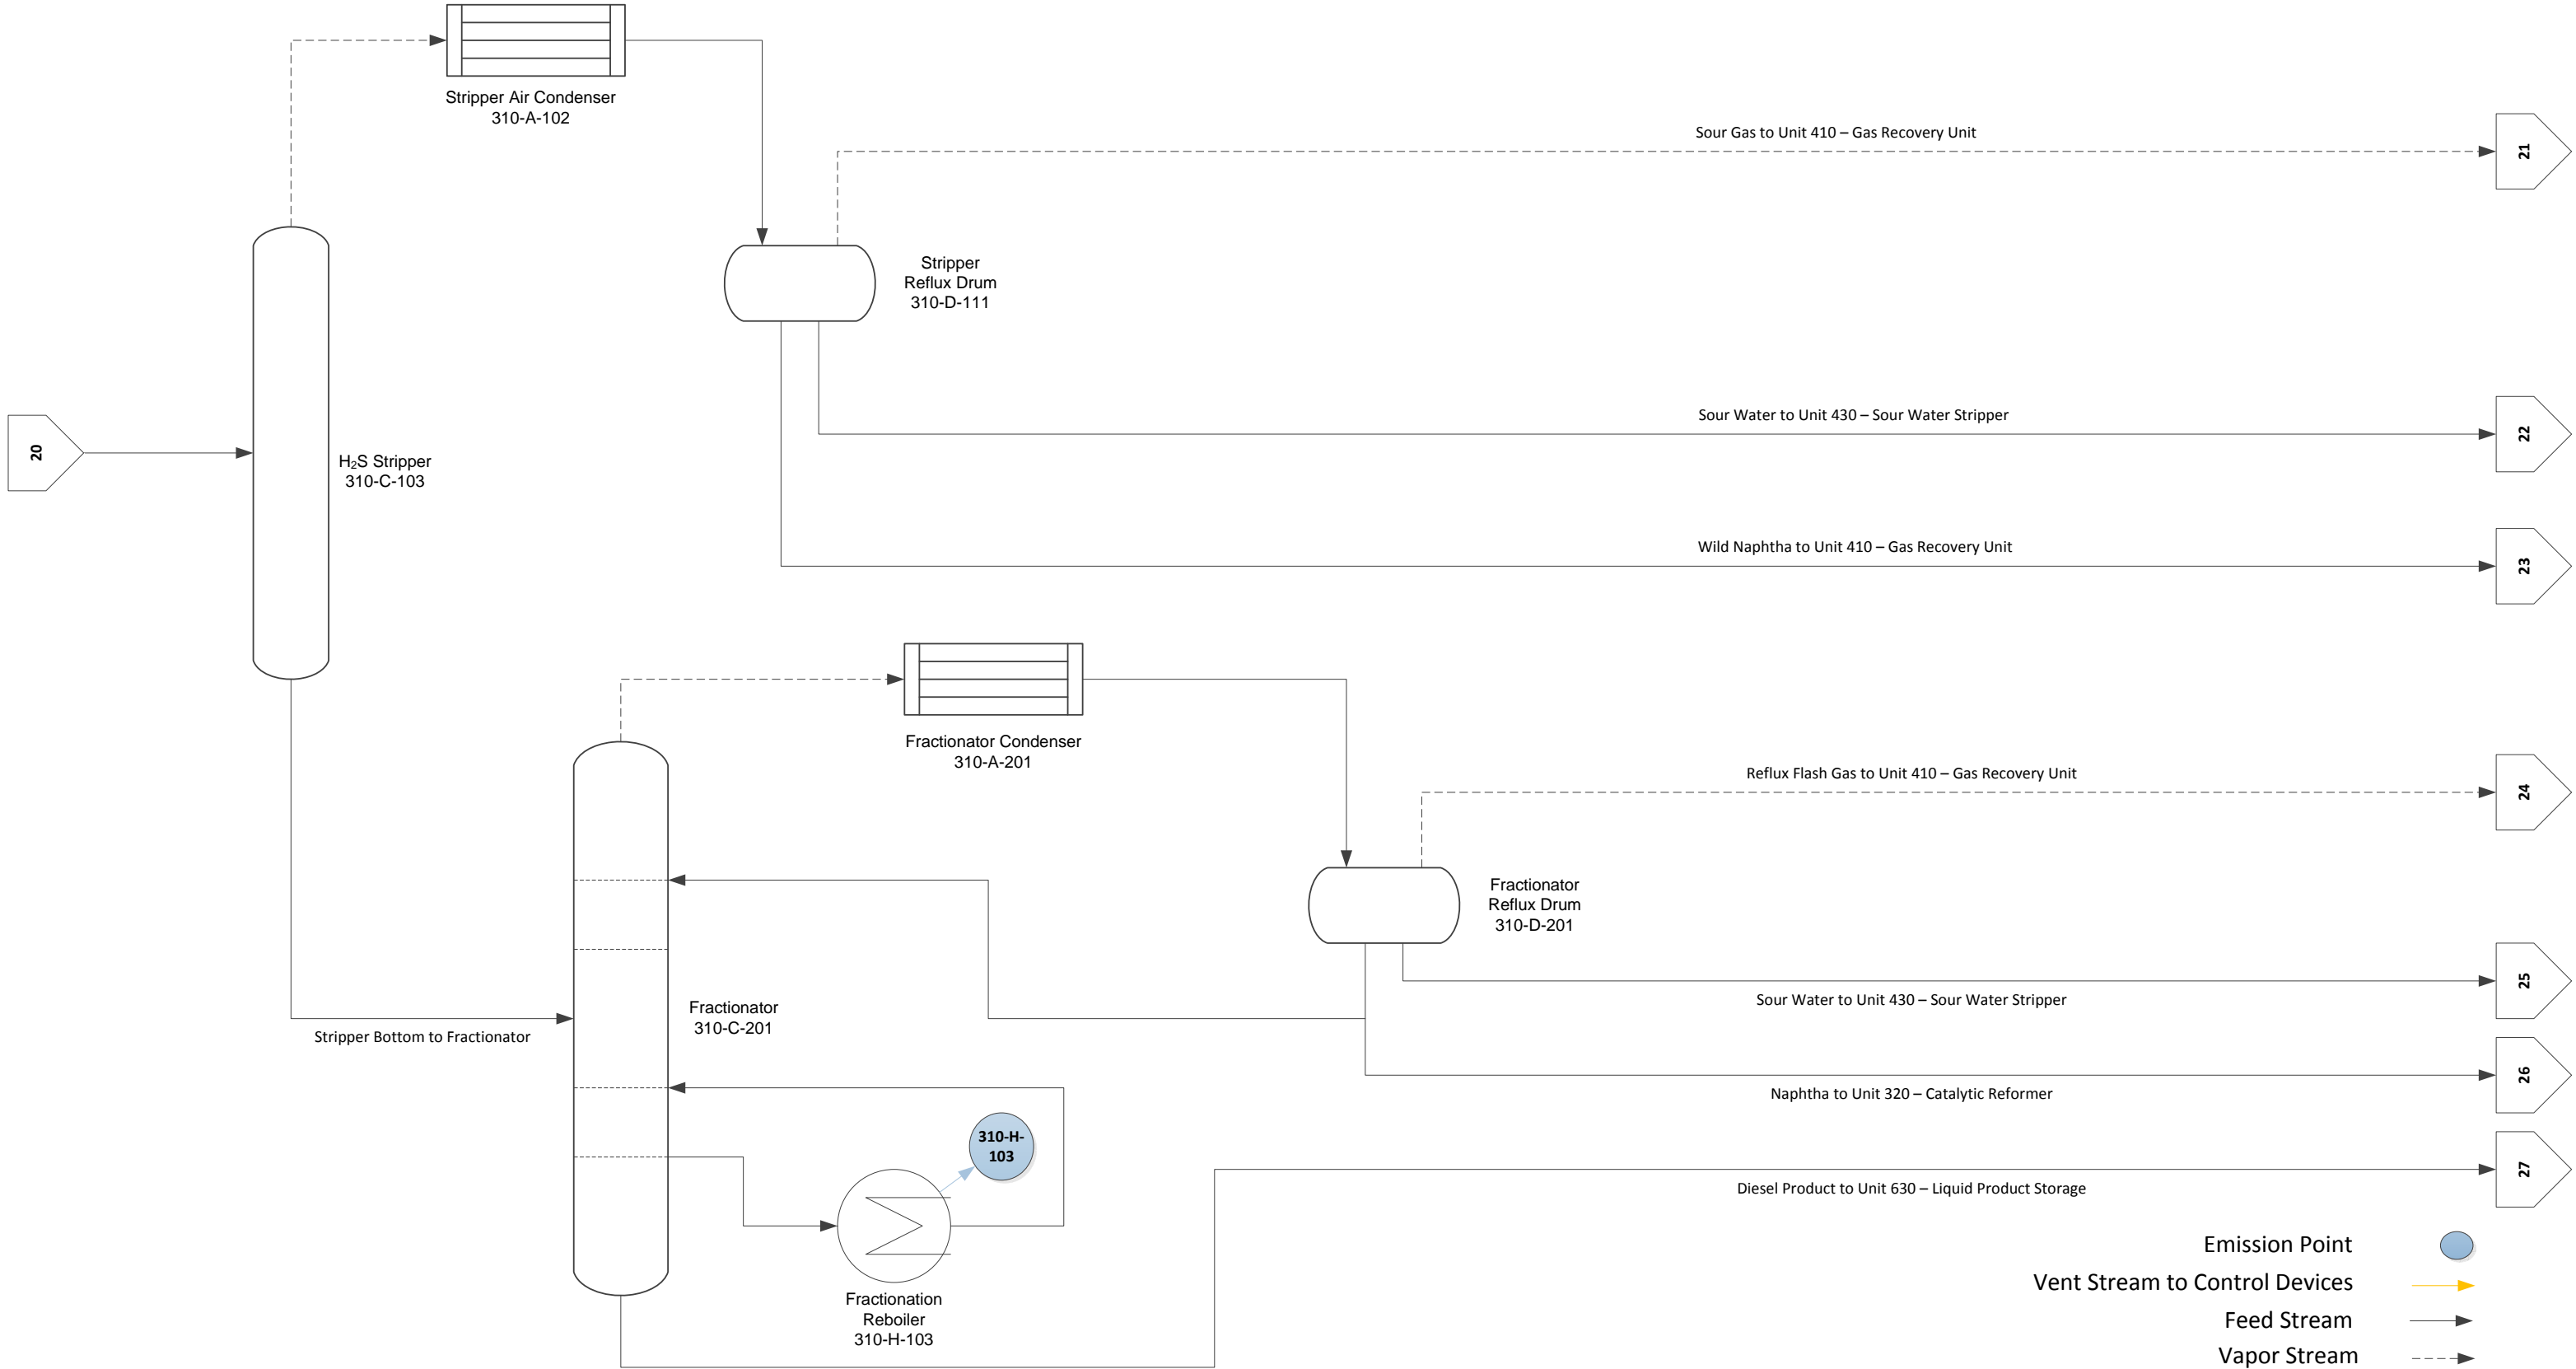 Stripper Air Condenser
310-A-102
Sour Gas to Unit 410 – Gas Recovery Unit
21
Stripper
Reflux Drum
310-D-111
Sour Water to Unit 430 – Sour Water Stripper
22
20
H₂S Stripper
310-C-103
Wild Naphtha to Unit 410 – Gas Recovery Unit
23
Fractionator Condenser
310-A-201
Reflux Flash Gas to Unit 410 – Gas Recovery Unit
24
Fractionator
Reflux Drum
310-D-201
25
Sour Water to Unit 430 – Sour Water Stripper
Fractionator
310-C-201
Stripper Bottom to Fractionator
26
Naphtha to Unit 320 – Catalytic Reformer
310-H-
103
27
Diesel Product to Unit 630 – Liquid Product Storage
Fractionation
Reboiler
310-H-103
Emission Point
Vent Stream to Control Devices
Feed Stream
Vapor Stream